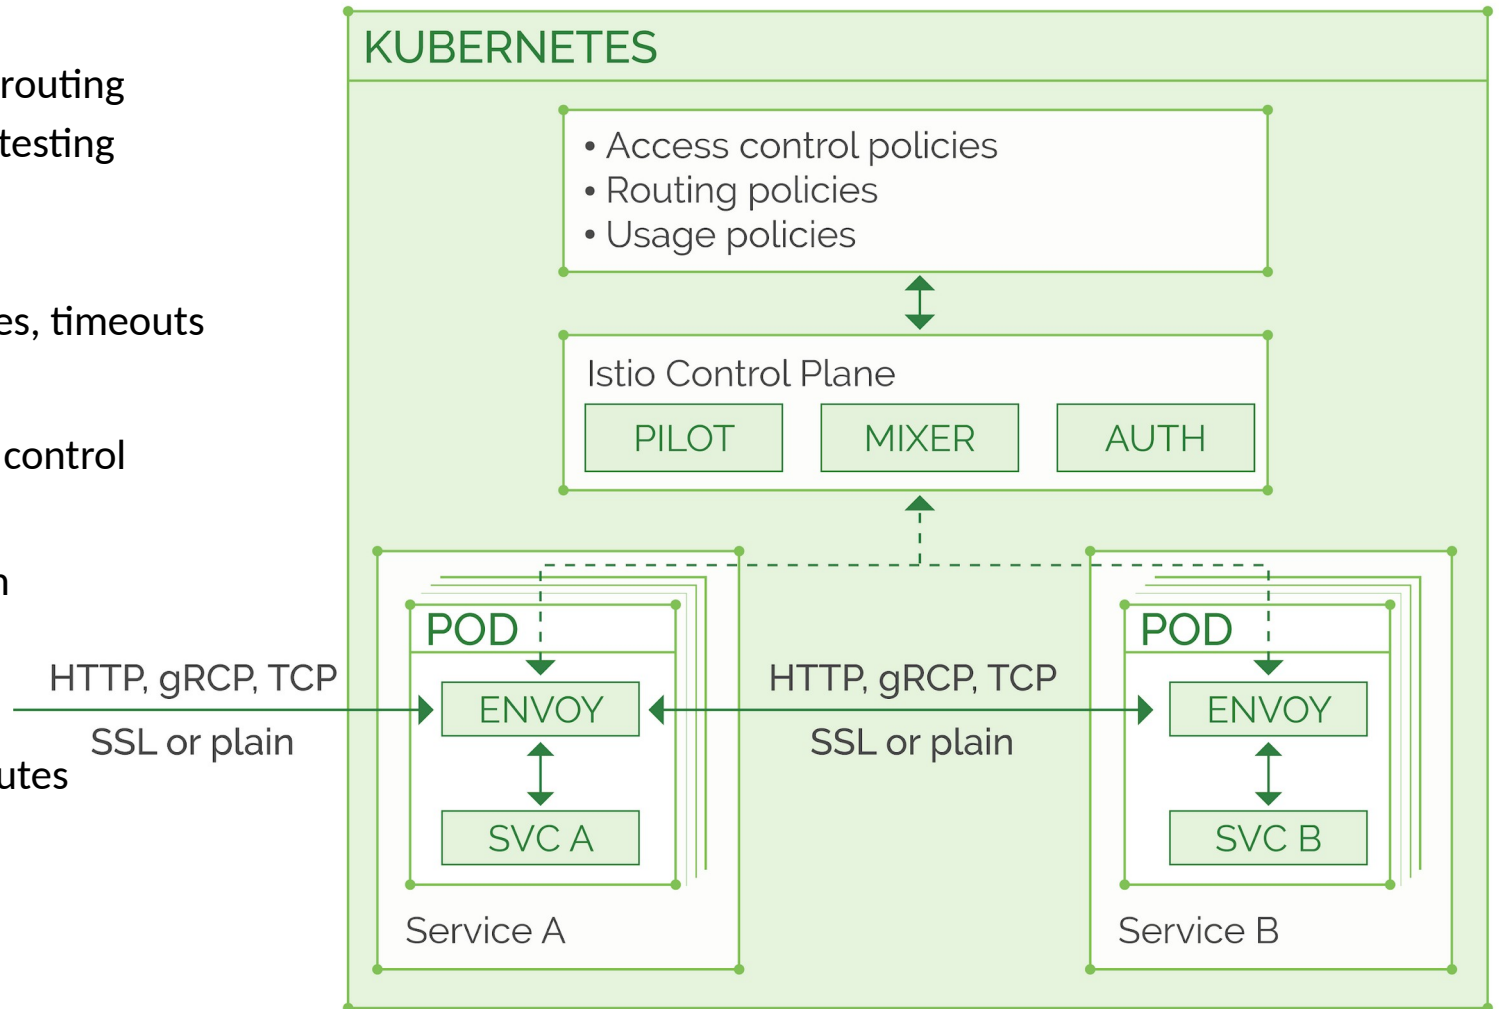 routing
testing
es, timeouts
control
n
utes
KUBERNETES
• Access control policies
• Routing policies
• Usage policies
Istio Control Plane
PILOT
MIXER
AUTH
POD
HTTP, gRCP, TCP
SSL or plain
ENVOY
SVC A
Service A
HTTP, gRCP, TCP
SSL or plain
POD
ENVOY
SVC B
Service B